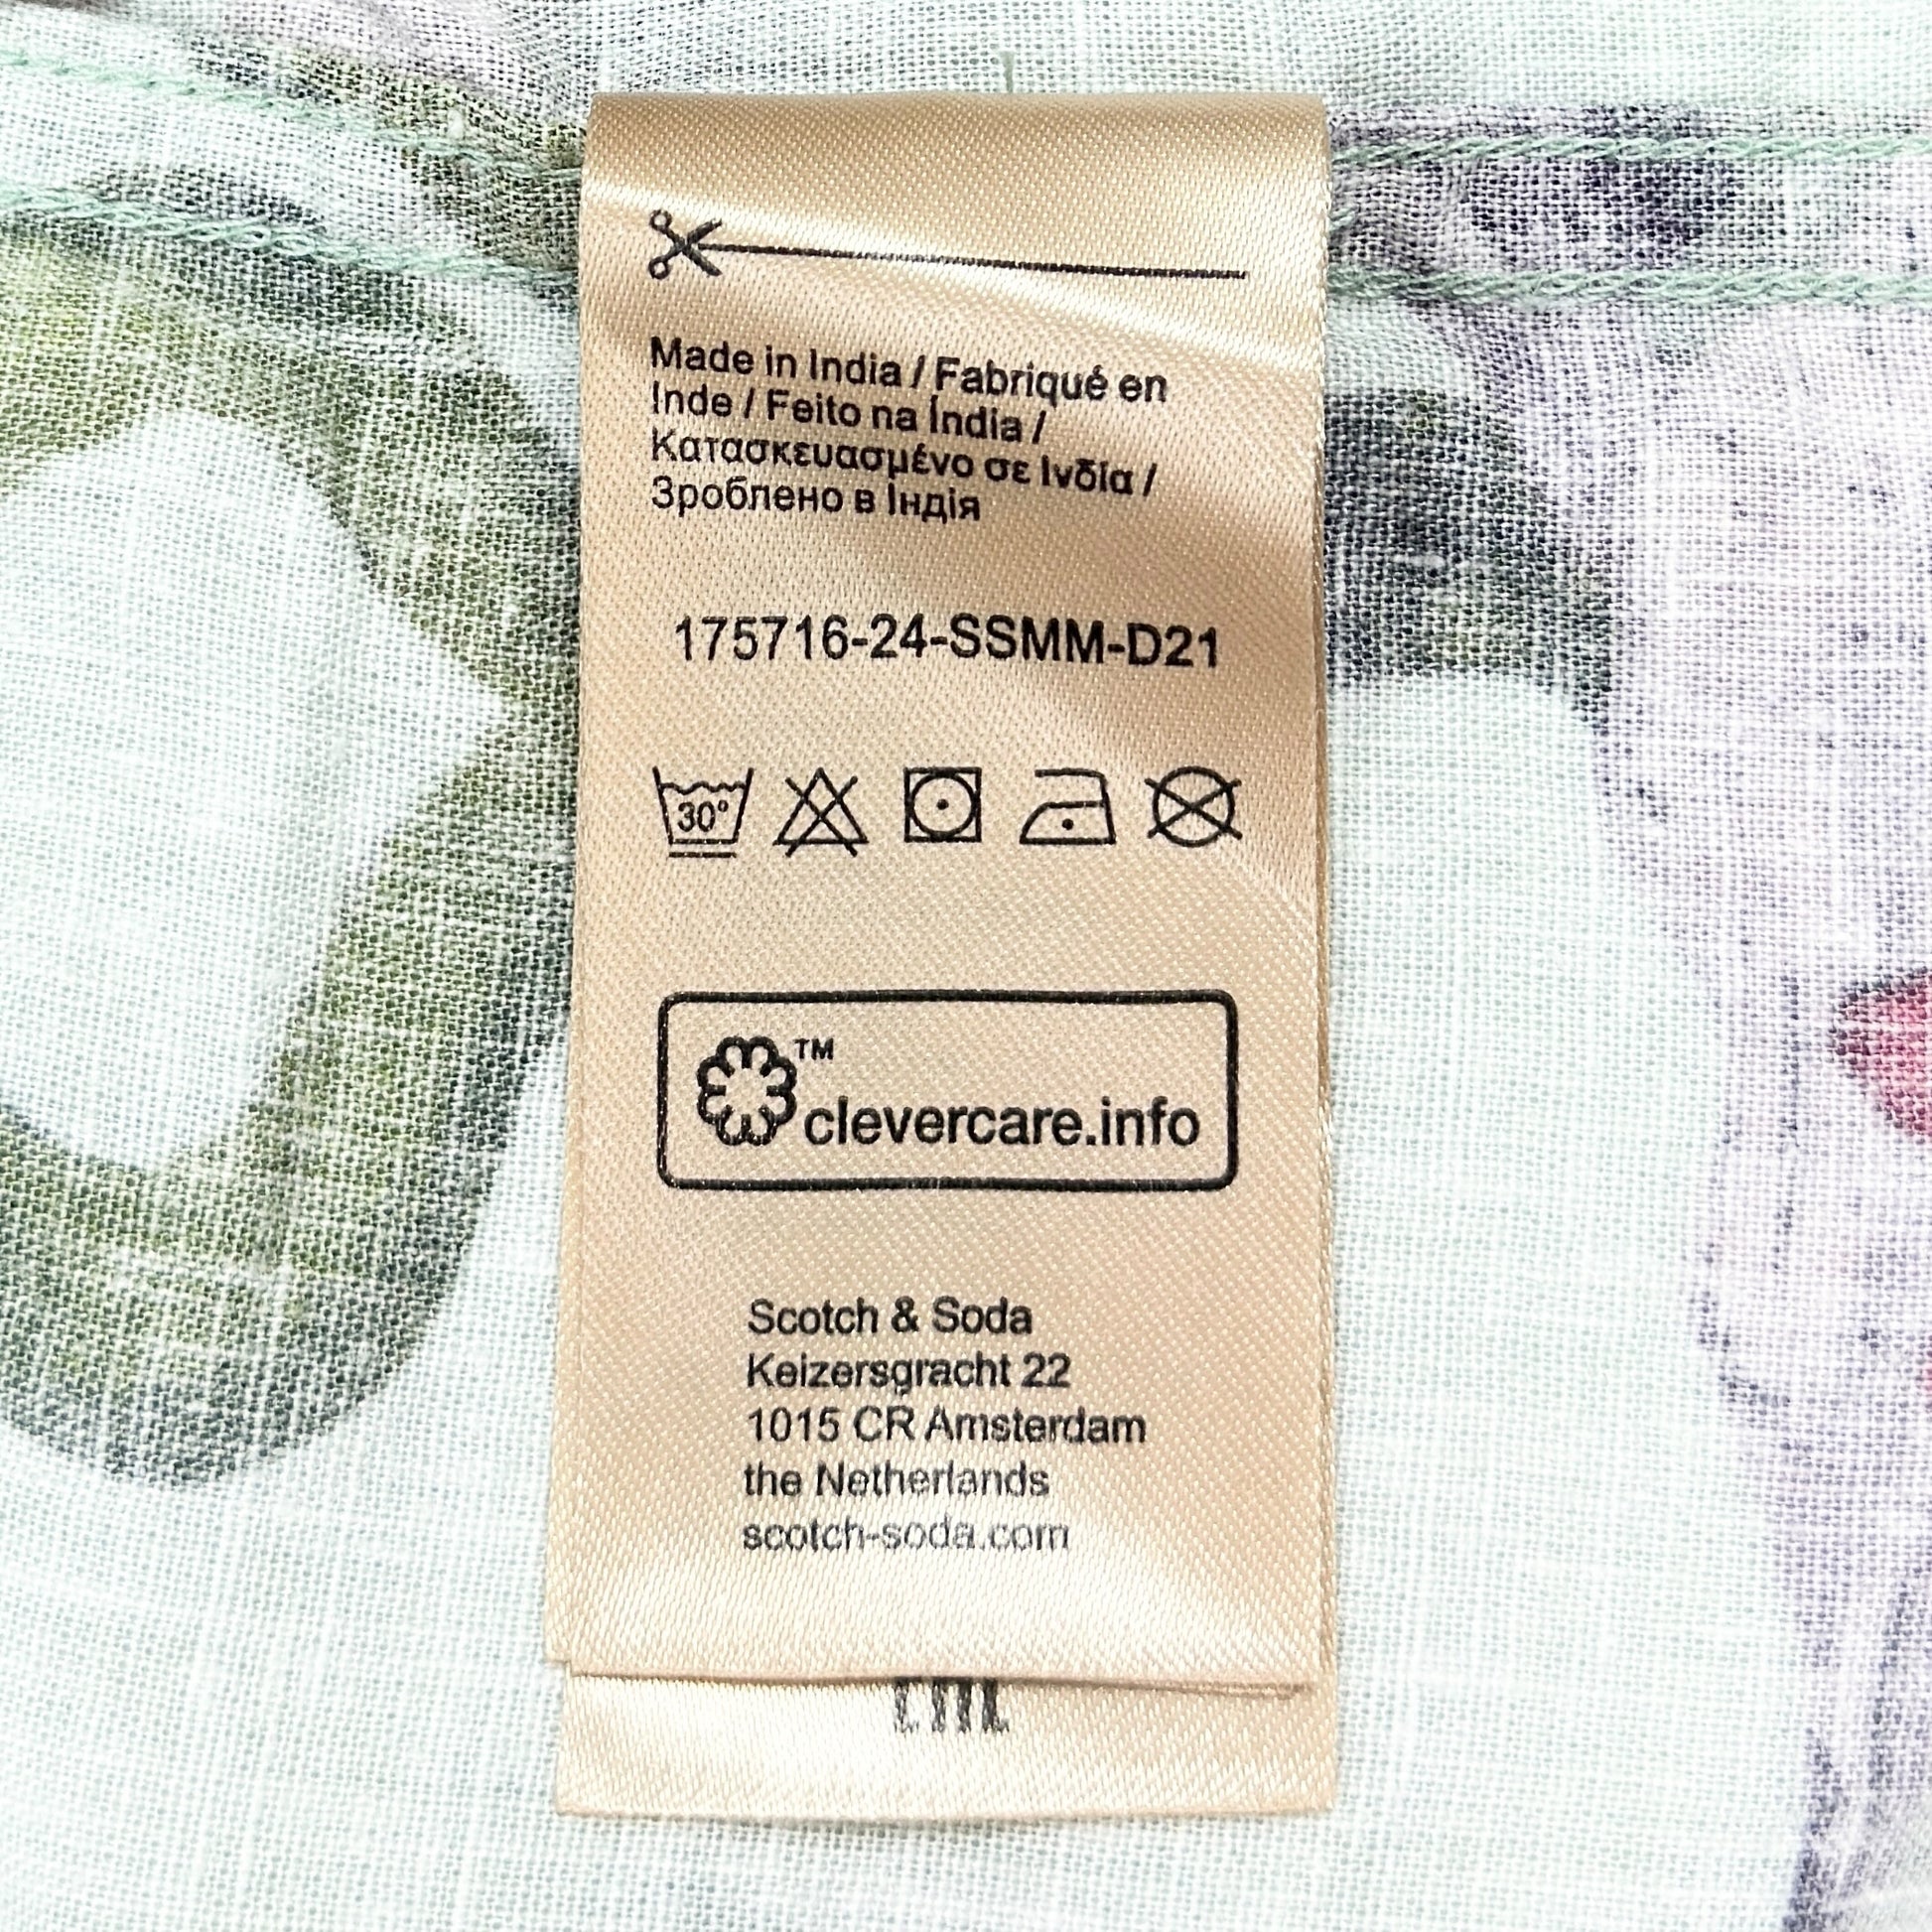 Made in India / Fabriqué en
Inde / Feito na Índia /
Κατασκευασμένο σε Ινδία /
Зроблено в Індія
175716-24-SSMM-D21
30°
™
clevercare.info
Scotch & Soda
Keizersgracht 22
1015 CR Amsterdam
the Netherlands
scotch-soda.com